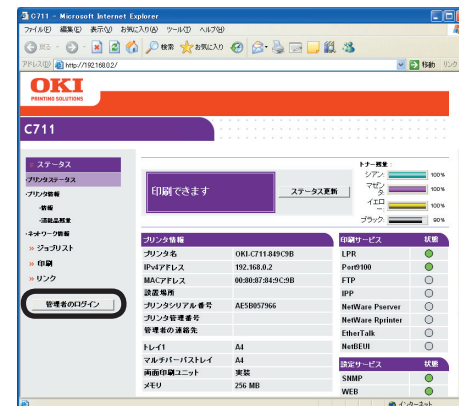 C711 - Microsoft Internet Explorer
ファイル(F) 編集(E) 表示(V) お気に入り(A) ツール(T) ヘルプ(H)
戻る 検索 お気に入り
アドレス(D) http://192.168.0.2/ 移動 リンク
OKI
PRINTING SOLUTIONS
C711
ステータス
プリンタステータス
プリンタ情報
情報
消耗品残量
ネットワーク情報
ジョブリスト
印刷
リンク
管理者のログイン
印刷できます
ステータス更新
トナー残量:
シアン: 100%
マゼンタ: 100%
イエロー: 100%
ブラック: 90%
プリンタ情報
プリンタ名 OKI-C711-849C9B
IPv4アドレス 192.168.0.2
MACアドレス 00:80:87:84:9C:9B
設置場所
プリンタシリアル番号 AE5B057966
プリンタ管理番号
管理者の連絡先
トレイ1 A4
マルチパーパストレイ A4
両面印刷ユニット 実装
メモリ 256 MB
印刷サービス 状態
LPR
Port9100
FTP
IPP
NetWare Pserver
NetWare Rprinter
EtherTalk
NetBEUI
設定サービス 状態
SNMP
WEB
インターネット